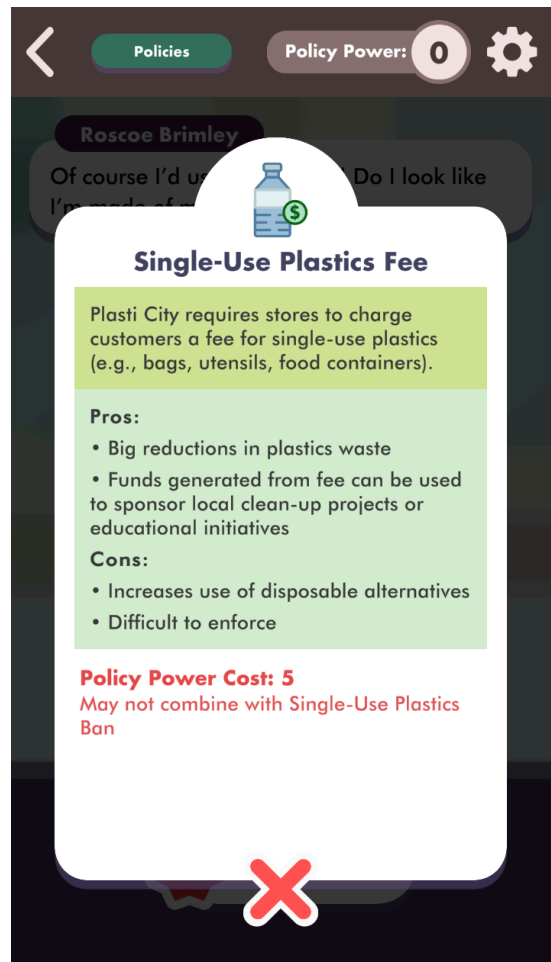 Policies
Policy Power: 0
Roscoe Brimley
Of course I'd us Do I look like
I'm made of m
$
Single-Use Plastics Fee
Plasti City requires stores to charge
customers a fee for single-use plastics
(e.g., bags, utensils, food containers).
Pros:
• Big reductions in plastics waste
• Funds generated from fee can be used
to sponsor local clean-up projects or
educational initiatives
Cons:
• Increases use of disposable alternatives
• Difficult to enforce
Policy Power Cost: 5
May not combine with Single-Use Plastics
Ban